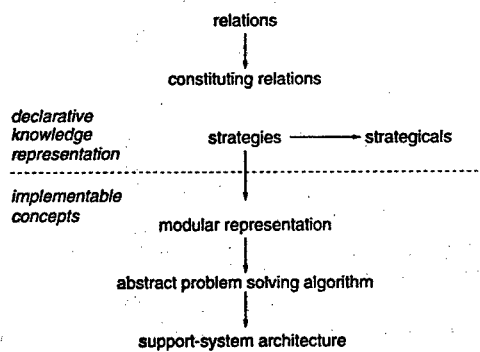 relations
constituting relations
declarative
knowledge
representation
strategies
strategicals
implementable
concepts
modular representation
abstract problem solving algorithm
support-system architecture